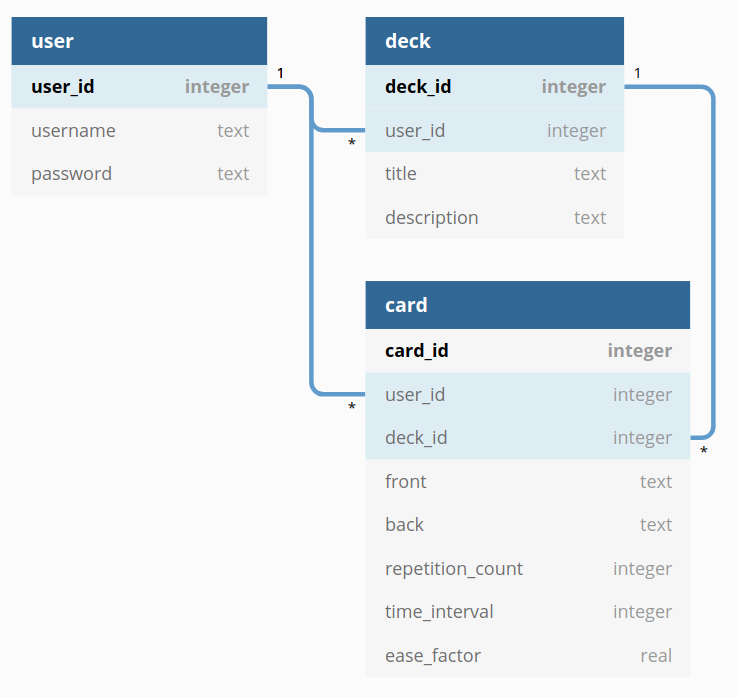 user
user_id integer
username text
password text
1
*
*
deck
deck_id integer
user_id integer
title text
description text
1
*
card
card_id integer
user_id integer
deck_id integer
front text
back text
repetition_count integer
time_interval integer
ease_factor real